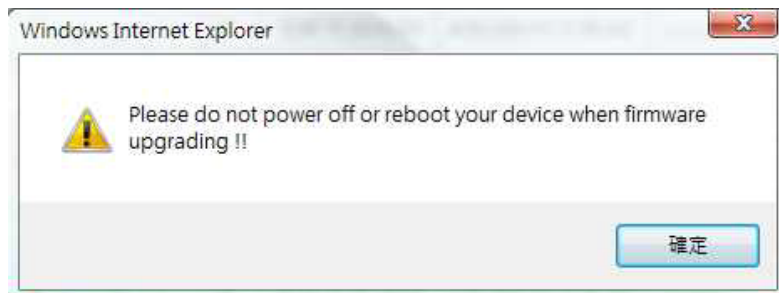 Windows Internet Explorer
Please do not power off or reboot your device when firmware
upgrading !!
確定